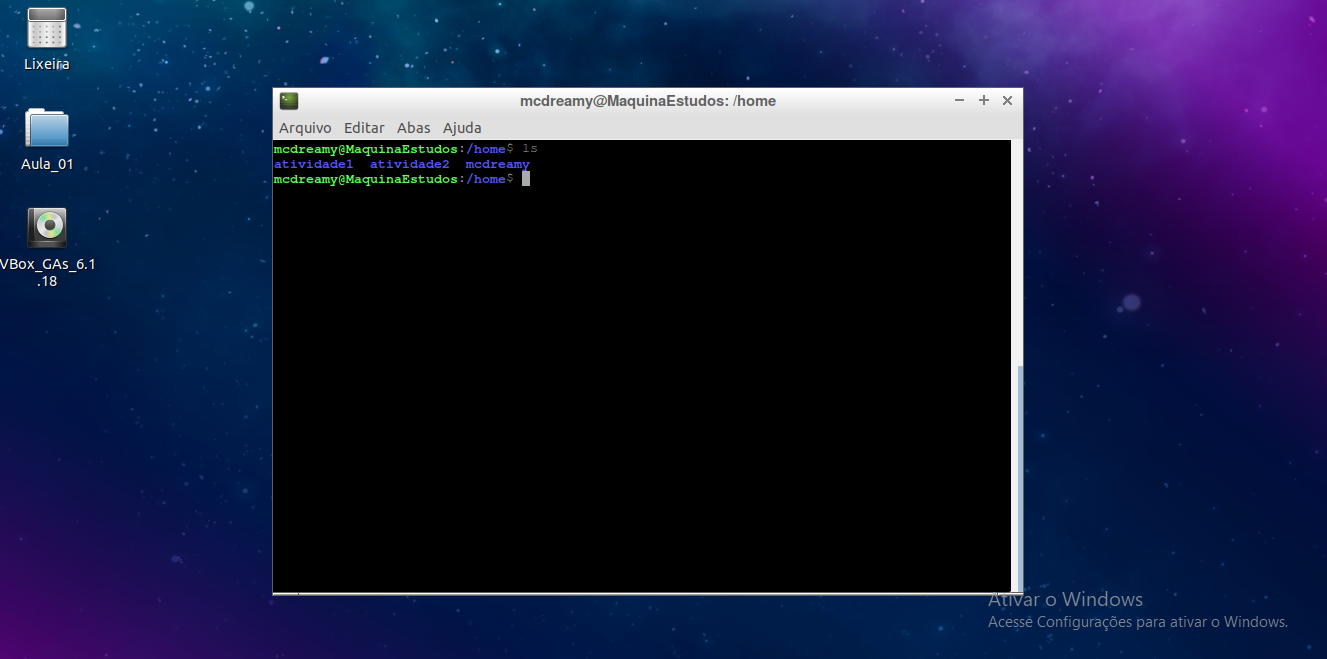 Lixeira
Aula_01
VBox_GAs_6.1
.18
mcdreamy@MaquinaEstudos: /home
Arquivo Editar Abas Ajuda
mcdreamy@MaquinaEstudos:/home$ ls
atividade1  atividade2  mcdreamy
mcdreamy@MaquinaEstudos:/home$
Ativar o Windows
Acesse Configurações para ativar o Windows.